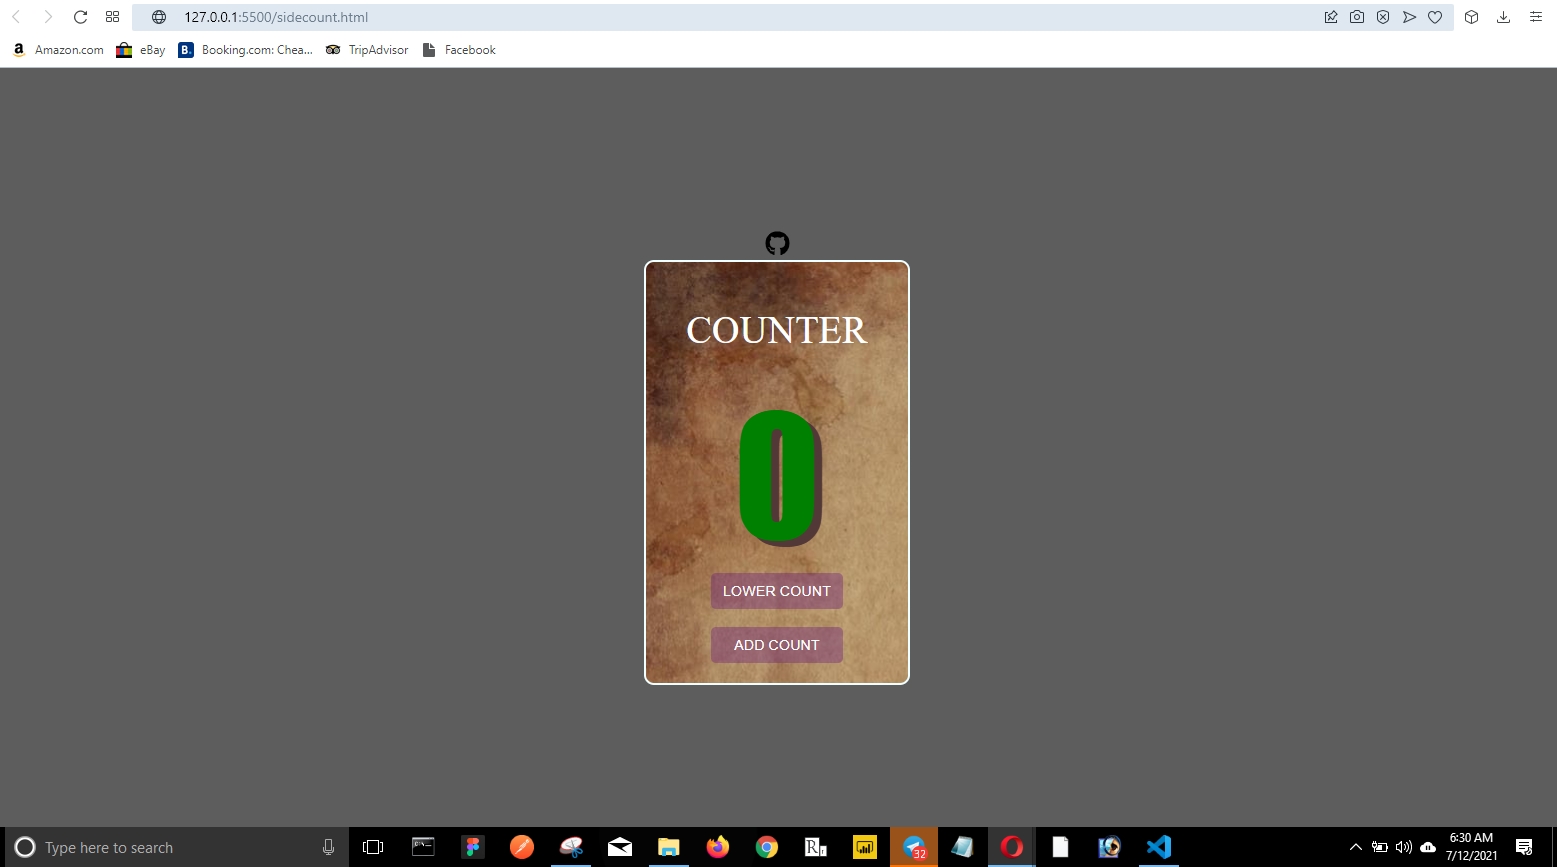 127.0.0.1:5500/sidecount.html
Amazon.com eBay B. Booking.com: Chea... TripAdvisor Facebook
COUNTER
0
LOWER COUNT
ADD COUNT
Type here to search
32
6:30 AM
7/12/2021